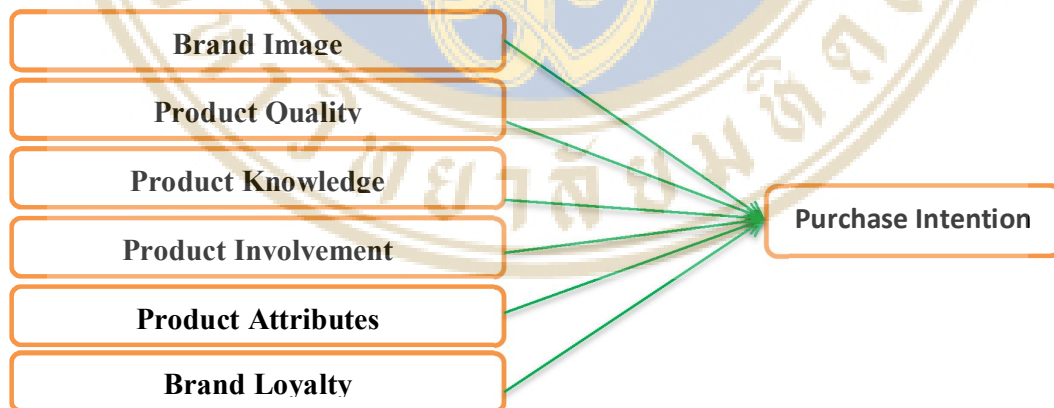 Brand Image
Product Quality
Product Knowledge
Product Involvement
Product Attributes
Brand Loyalty
Purchase Intention